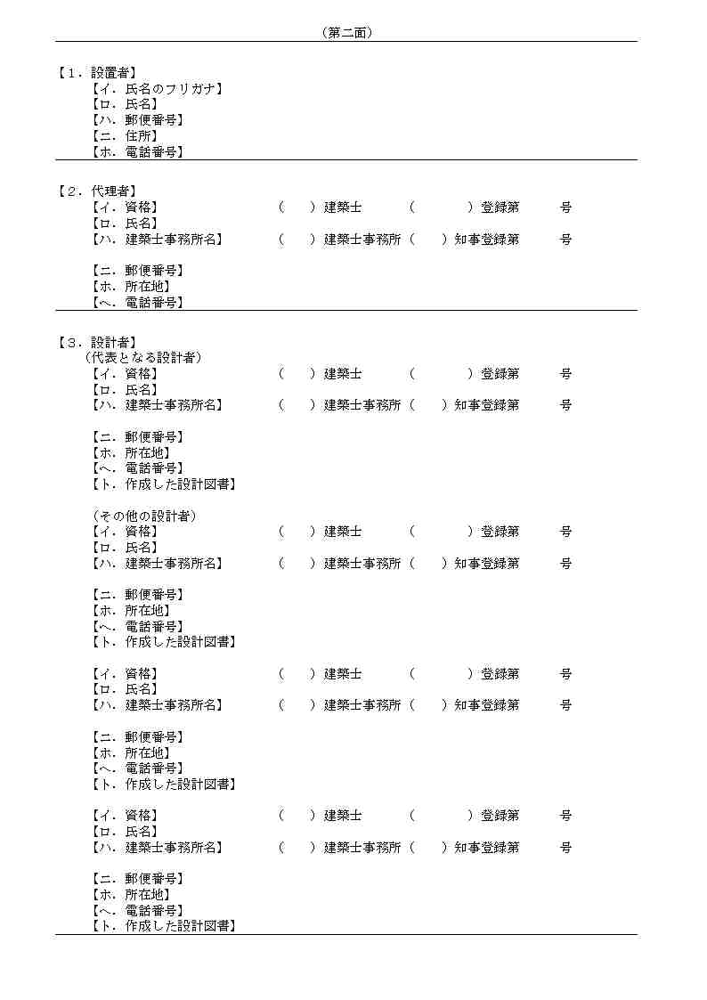 （第二面）
【１．設置者】
【イ．氏名のフリガナ】
【ロ．氏名】
【ハ．郵便番号】
【ニ．住所】
【ホ．電話番号】
【２．代理者】
【イ．資格】　　　　　　　　（　　）建築士　　　（　　　　）登録第　　　号
【ロ．氏名】
【ハ．建築士事務所名】　　　（　　）建築士事務所（　　）知事登録第　　　号
【ニ．郵便番号】
【ホ．所在地】
【ヘ．電話番号】
【３．設計者】
（代表となる設計者）
【イ．資格】　　　　　　　　（　　）建築士　　　（　　　　）登録第　　　号
【ロ．氏名】
【ハ．建築士事務所名】　　　（　　）建築士事務所（　　）知事登録第　　　号
【ニ．郵便番号】
【ホ．所在地】
【ヘ．電話番号】
【ト．作成した設計図書】
（その他の設計者）
【イ．資格】　　　　　　　　（　　）建築士　　　（　　　　）登録第　　　号
【ロ．氏名】
【ハ．建築士事務所名】　　　（　　）建築士事務所（　　）知事登録第　　　号
【ニ．郵便番号】
【ホ．所在地】
【ヘ．電話番号】
【ト．作成した設計図書】
【イ．資格】　　　　　　　　（　　）建築士　　　（　　　　）登録第　　　号
【ロ．氏名】
【ハ．建築士事務所名】　　　（　　）建築士事務所（　　）知事登録第　　　号
【ニ．郵便番号】
【ホ．所在地】
【ヘ．電話番号】
【ト．作成した設計図書】
【イ．資格】　　　　　　　　（　　）建築士　　　（　　　　）登録第　　　号
【ロ．氏名】
【ハ．建築士事務所名】　　　（　　）建築士事務所（　　）知事登録第　　　号
【ニ．郵便番号】
【ホ．所在地】
【ヘ．電話番号】
【ト．作成した設計図書】